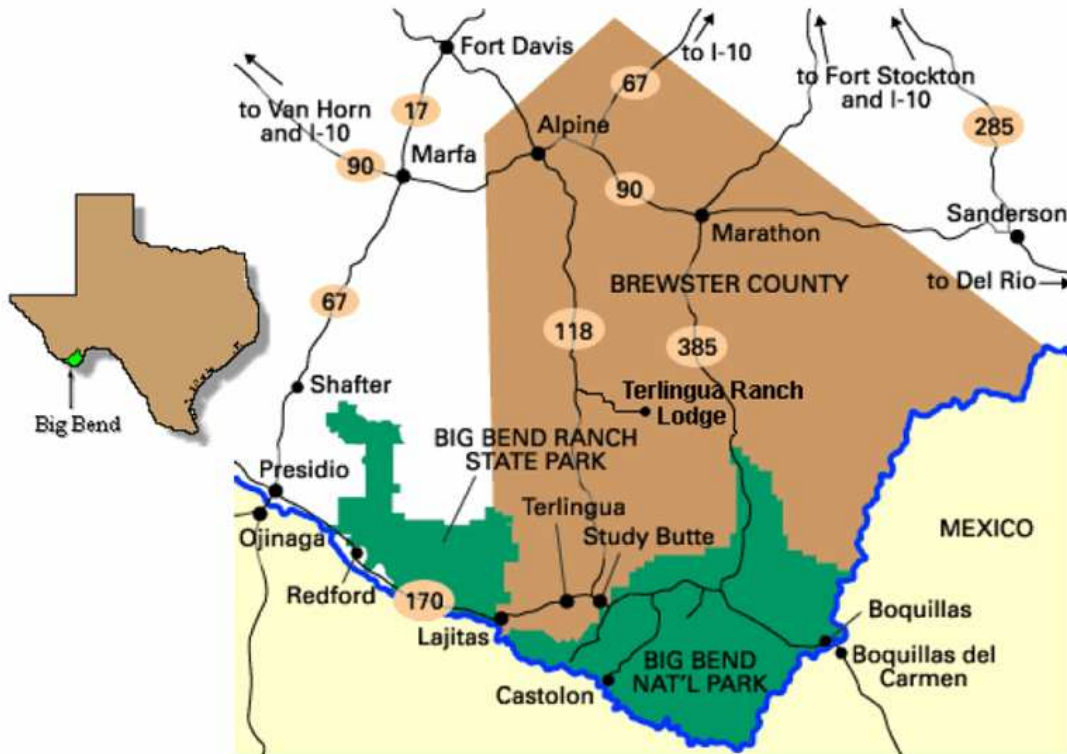 Fort Davis
to I-10
67
to Fort Stockton
and I-10
to Van Horn
and I-10
17
285
Alpine
90
Marfa
90
Sanderson
Marathon
BREWSTER COUNTY
to Del Rio
67
118
385
Shafter
Terlingua Ranch
Lodge
Big Bend
BIG BEND RANCH
STATE PARK
Presidio
Terlingua
Ojinaga
Study Butte
MEXICO
Redford
170
Lajitas
Boquillas
BIG BEND
NAT'L PARK
Boquillas del
Carmen
Castolon